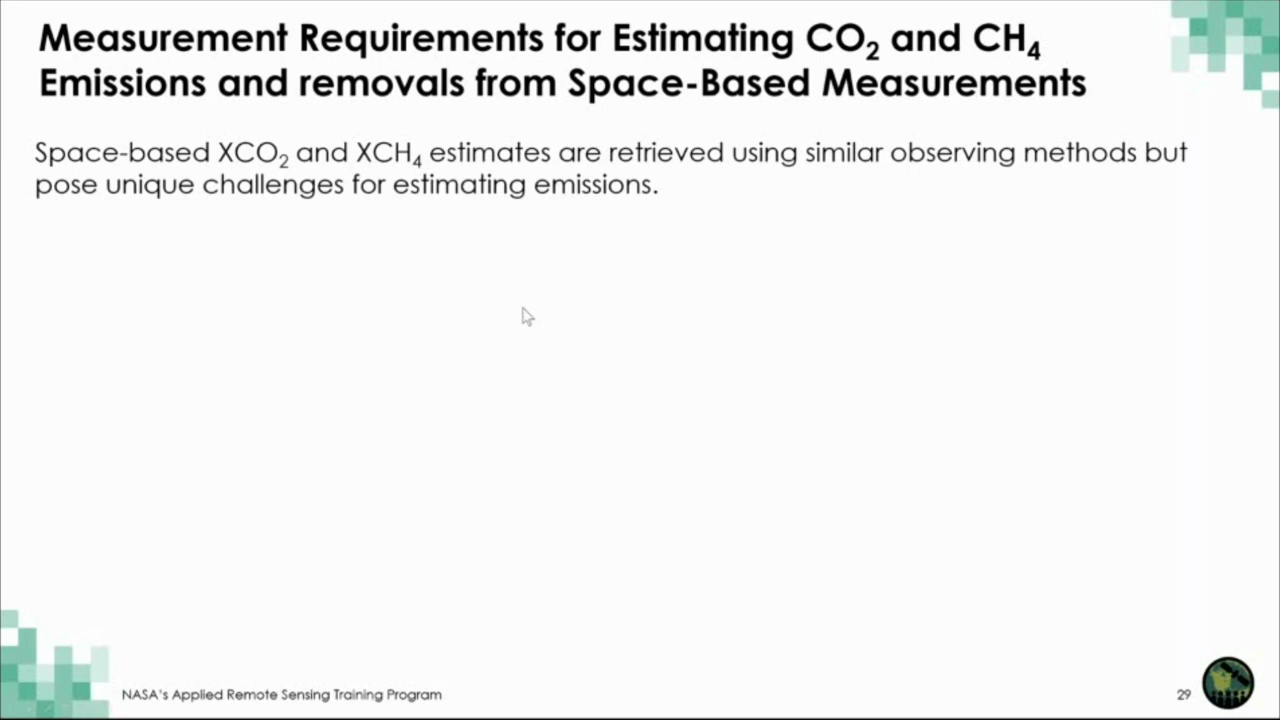 Measurement Requirements for Estimating CO₂ and CH₄
Emissions and removals from Space-Based Measurements
Space-based XCO₂ and XCH₄ estimates are retrieved using similar observing methods but
pose unique challenges for estimating emissions.
NASA's Applied Remote Sensing Training Program
29